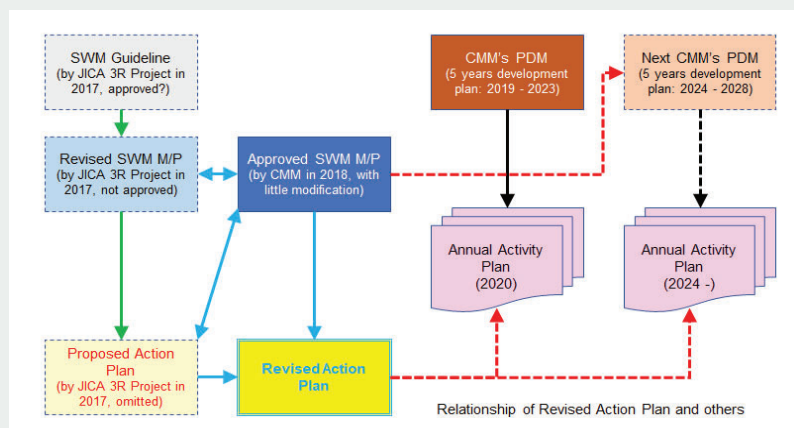 SWM Guideline
(by JICA 3R Project in
2017, approved?)
CMM's PDM
(5 years development
plan: 2019 - 2023)
Next CMM's PDM
(5 years development
plan: 2024 - 2028)
Revised SWM M/P
(by JICA 3R Project in
2017, not approved)
Approved SWM M/P
(by CMM in 2018, with
little modification)
Annual Activity
Plan
(2020)
Annual Activity
Plan
(2024 -)
Proposed Action
Plan
(by JICA 3R Project in
2017, omitted)
Revised Action
Plan
Relationship of Revised Action Plan and others